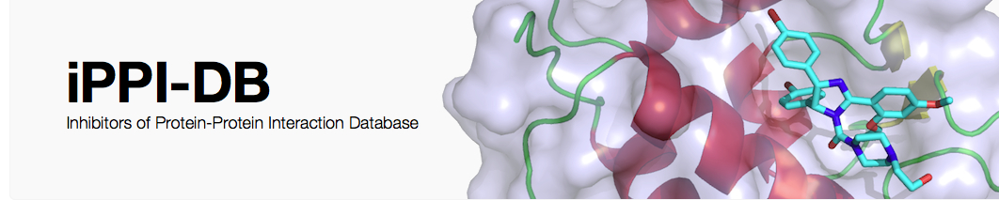 iPPI-DB
Inhibitors of Protein-Protein Interaction Database